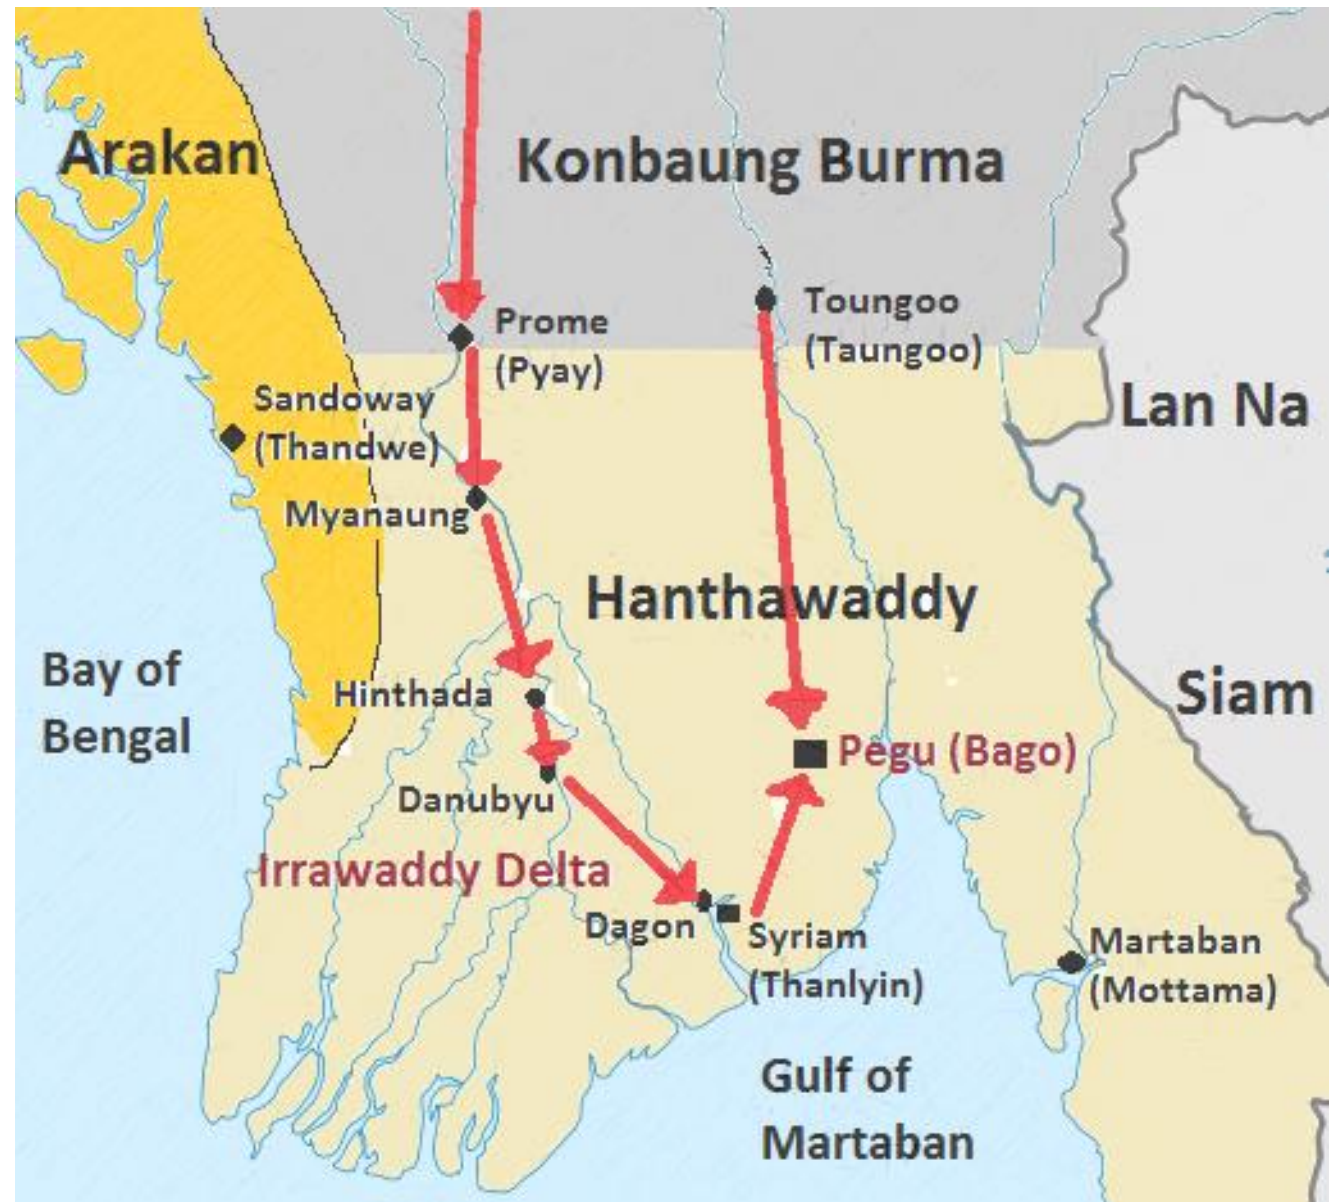 Arakan
Konbaung Burma
Prome
(Pyay)
Toungoo
(Taungoo)
Sandoway
(Thandwe)
Lan Na
Myanaung
Hanthawaddy
Bay of
Bengal
Hinthada
Siam
Pegu (Bago)
Danubyu
Irrawaddy Delta
Dagon
Syriam
(Thanlyin)
Martaban
(Mottama)
Gulf of
Martaban